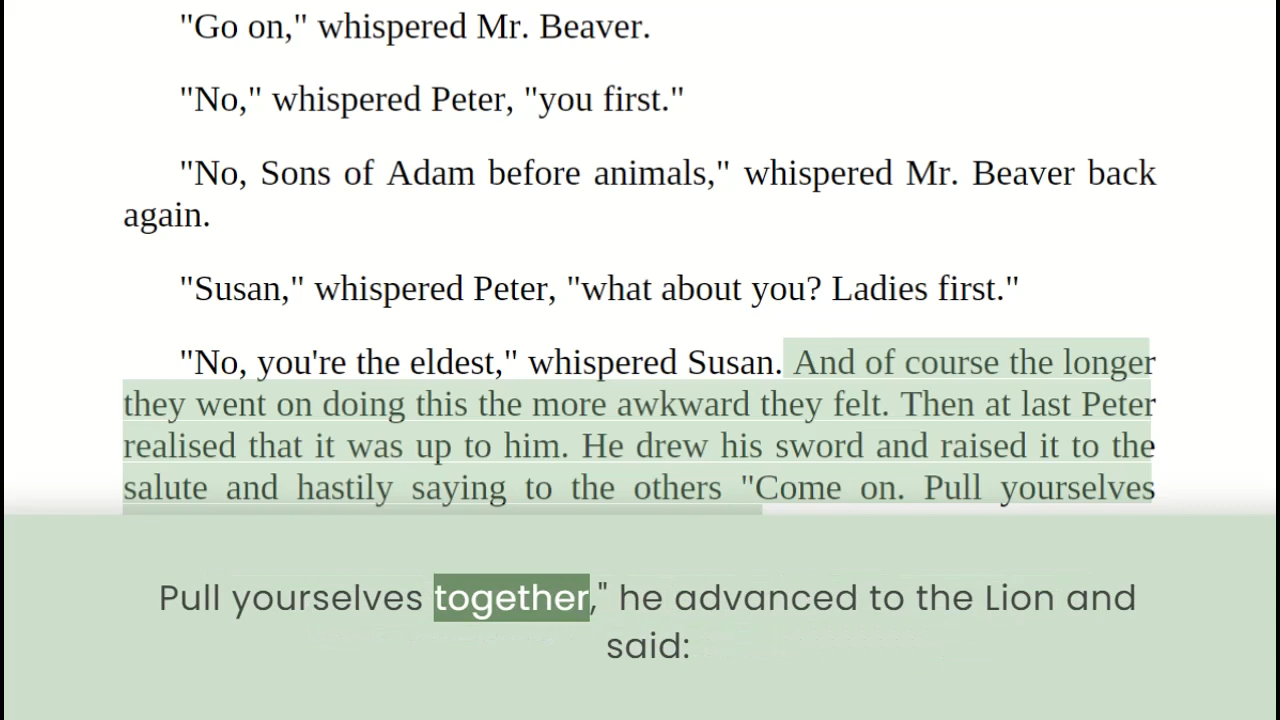 "Go on," whispered Mr. Beaver.
"No," whispered Peter, "you first."
"No, Sons of Adam before animals," whispered Mr. Beaver back
again.
"Susan," whispered Peter, "what about you? Ladies first."
"No, you're the eldest," whispered Susan. And of course the longer
they went on doing this the more awkward they felt. Then at last Peter
realised that it was up to him. He drew his sword and raised it to the
salute and hastily saying to the others "Come on. Pull yourselves
Pull yourselves together," he advanced to the Lion and
said: